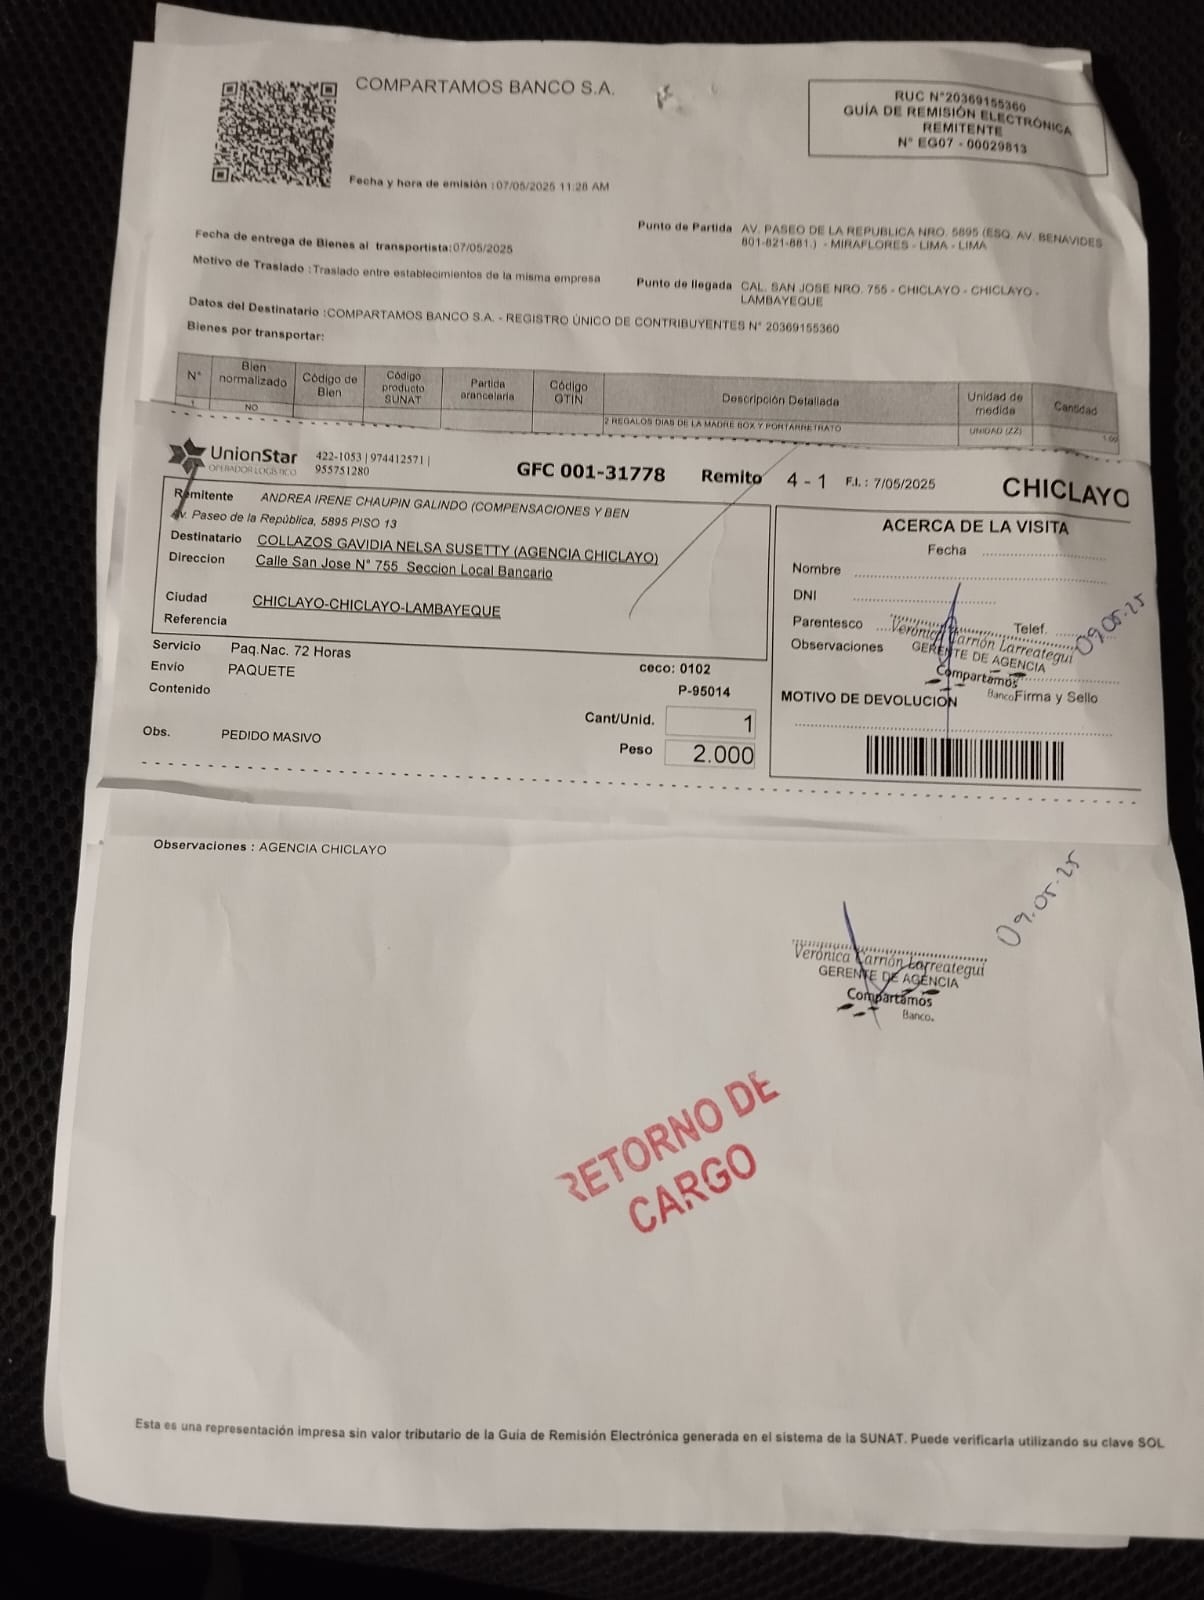 COMPARTAMOS BANCO S.A.
RUC N°20369155360
GUÍA DE REMISIÓN ELECTRÓNICA
REMITENTE
N° EG07 - 00029813
Fecha y hora de emisión :07/05/2025 11:28 AM
Fecha de entrega de Bienes al transportista:07/05/2025
Punto de Partida AV. PASEO DE LA REPUBLICA NRO. 5895 (ESQ. AV. BENAVIDES
801-821-881.) - MIRAFLORES - LIMA - LIMA
Motivo de Traslado :Traslado entre establecimientos de la misma empresa
Punto de llegada CAL. SAN JOSE NRO. 755 - CHICLAYO - CHICLAYO -
LAMBAYEQUE
Datos del Destinatario :COMPARTAMOS BANCO S.A. - REGISTRO ÚNICO DE CONTRIBUYENTES N° 20369155360
Bienes por transportar:
N° Bien normalizado Código de Bien Código producto SUNAT Partida arancelaria Código GTIN Descripción Detallada Unidad de medida Cantidad
1 NO 2 REGALOS DIAS DE LA MADRE BOX Y PORTARRETRATO UNIDAD (ZZ) 1.00
UnionStar
OPERADOR LOGÍSTICO
422-1053 | 974412571 |
955751280
GFC 001-31778 Remito 4 - 1 F.I. : 7/05/2025 CHICLAYO
Remitente ANDREA IRENE CHAUPIN GALINDO (COMPENSACIONES Y BEN
Av. Paseo de la República, 5895 PISO 13
Destinatario COLLAZOS GAVIDIA NELSA SUSETTY (AGENCIA CHICLAYO)
Direccion Calle San Jose N° 755 Seccion Local Bancario
Ciudad CHICLAYO-CHICLAYO-LAMBAYEQUE
Referencia
Servicio Paq.Nac. 72 Horas
Envio PAQUETE
Contenido
ceco: 0102
P-95014
Cant/Unid. 1
Peso 2.000
Obs. PEDIDO MASIVO
ACERCA DE LA VISITA
Fecha
Nombre
DNI
Parentesco Telef.
Observaciones
Verónica Carrión Larreategui
GERENTE DE AGENCIA
Compartamos
Banco
09.05.25
Firma y Sello
MOTIVO DE DEVOLUCION
Observaciones : AGENCIA CHICLAYO
09.05.25
Verónica Carrión Larreategui
GERENTE DE AGENCIA
Compartamos
Banco.
RETORNO DE
CARGO
Esta es una representación impresa sin valor tributario de la Guía de Remisión Electrónica generada en el sistema de la SUNAT. Puede verificarla utilizando su clave SOL